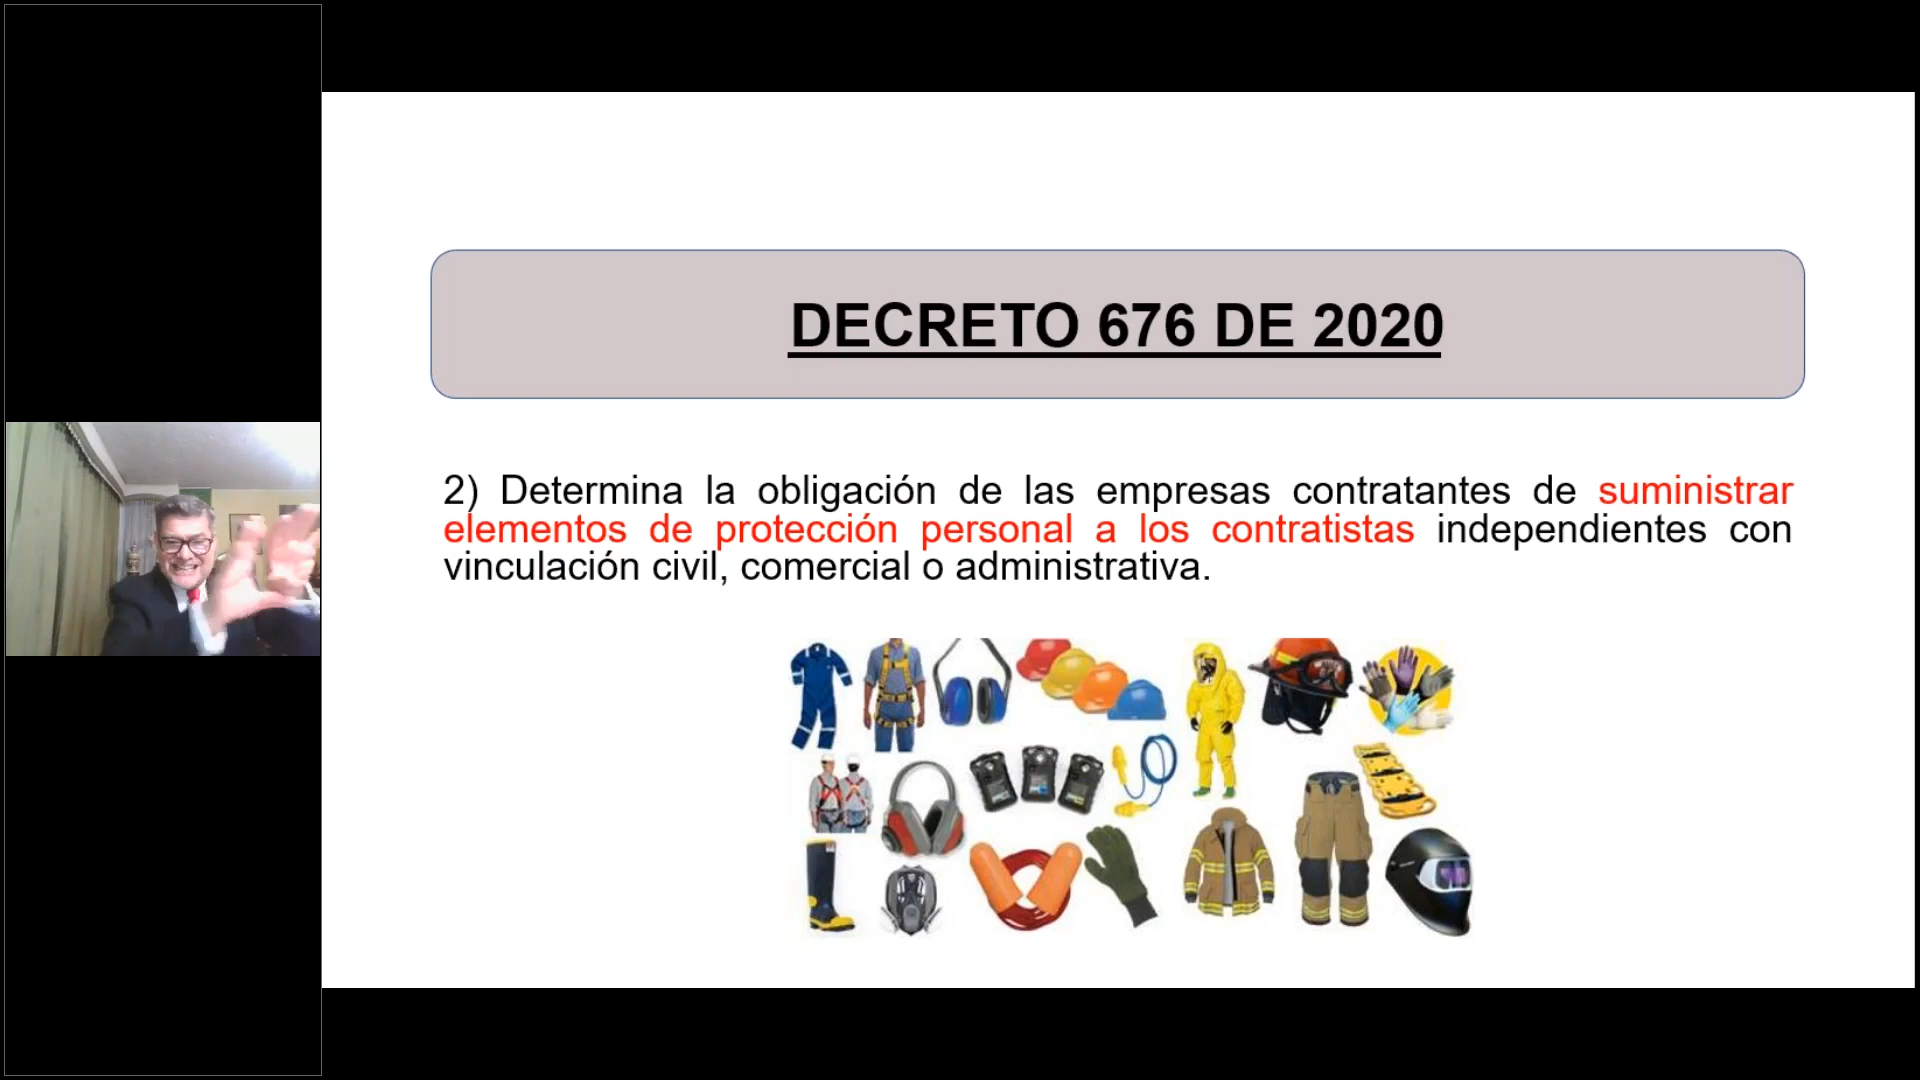 DECRETO 676 DE 2020
2) Determina la obligación de las empresas contratantes de suministrar
elementos de protección personal a los contratistas independientes con
vinculación civil, comercial o administrativa.